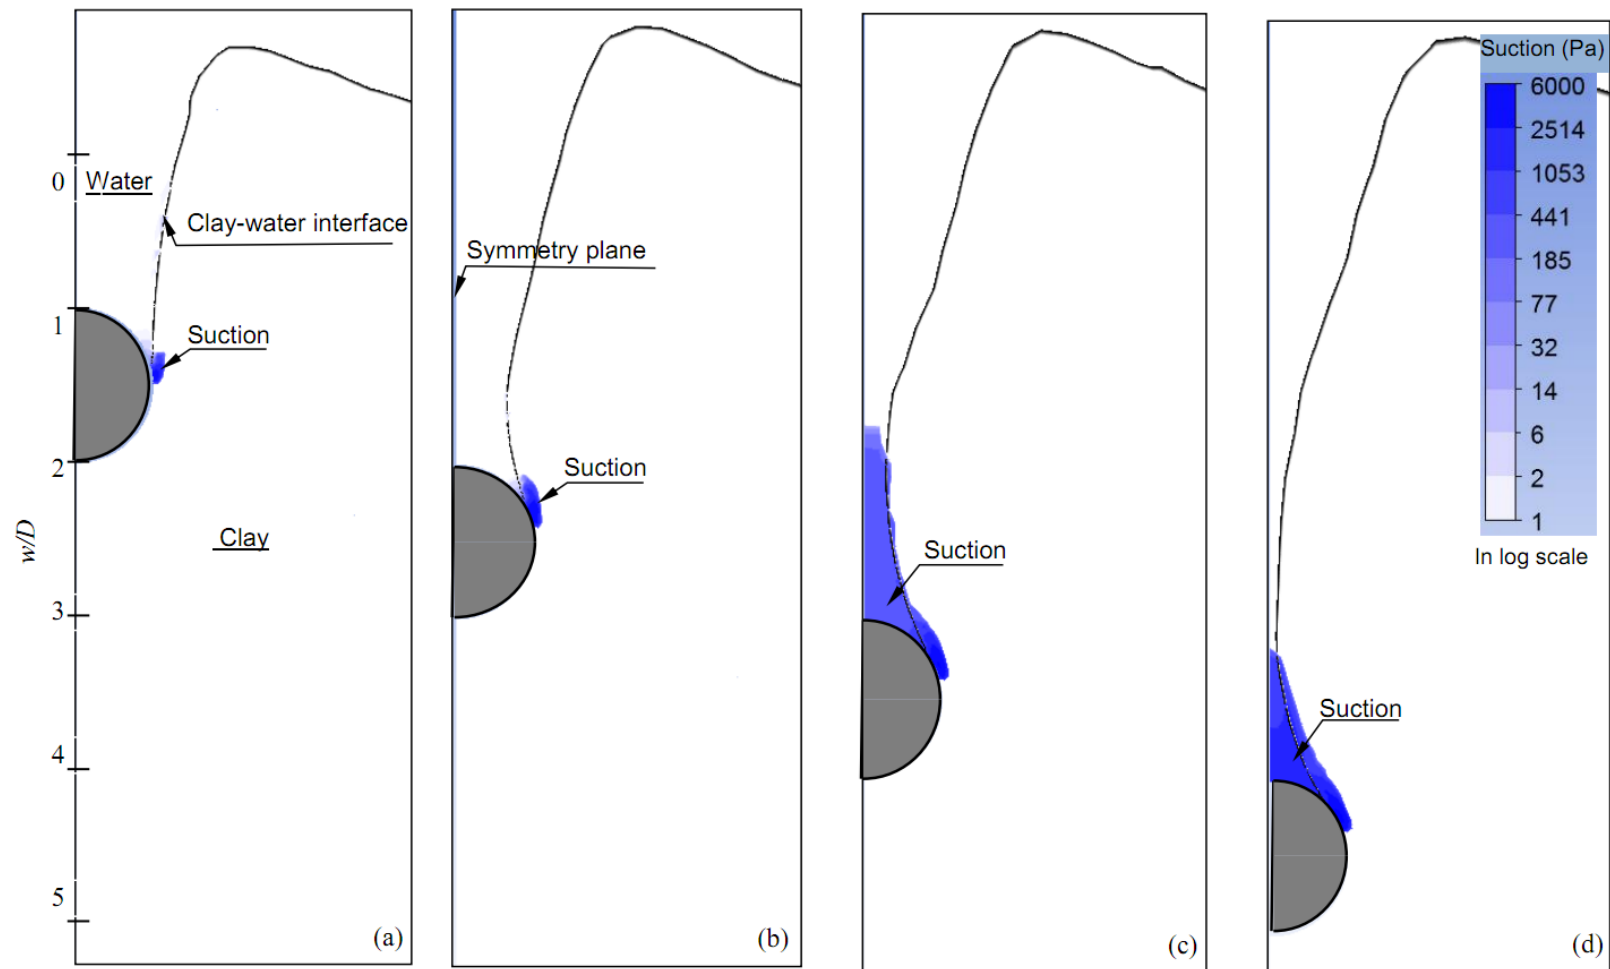 0
Water
Clay-water interface
1
Suction
2
w/D
Clay
3
4
5
(a)
Symmetry plane
Suction
(b)
Suction
(c)
Suction (Pa)
6000
2514
1053
441
185
77
32
14
6
2
1
In log scale
Suction
(d)